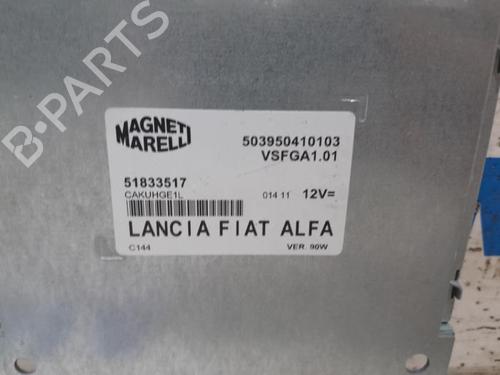 B-PARTS
MAGNETI
MARELLI
503950410103
VSFGA1.01
51833517
CAKUHGE1L
014 11 12V=
LANCIA FIAT ALFA
C144 VER. 90W